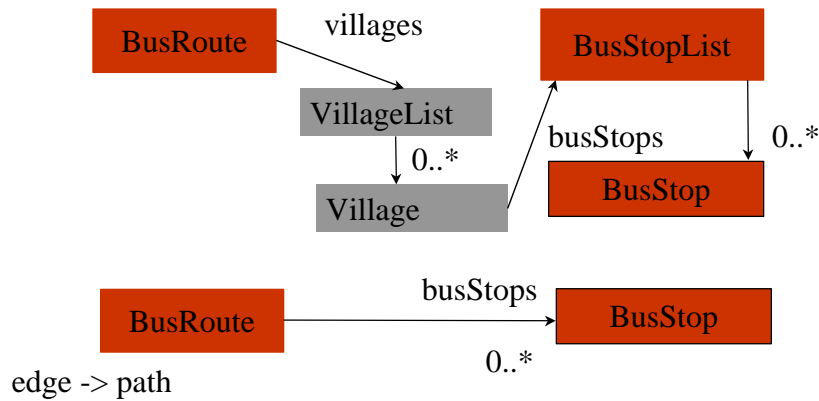 villages
BusRoute
BusStopList
VillageList
busStops
0..*
0..*
BusStop
Village
busStops
BusRoute
BusStop
0..*
edge -> path